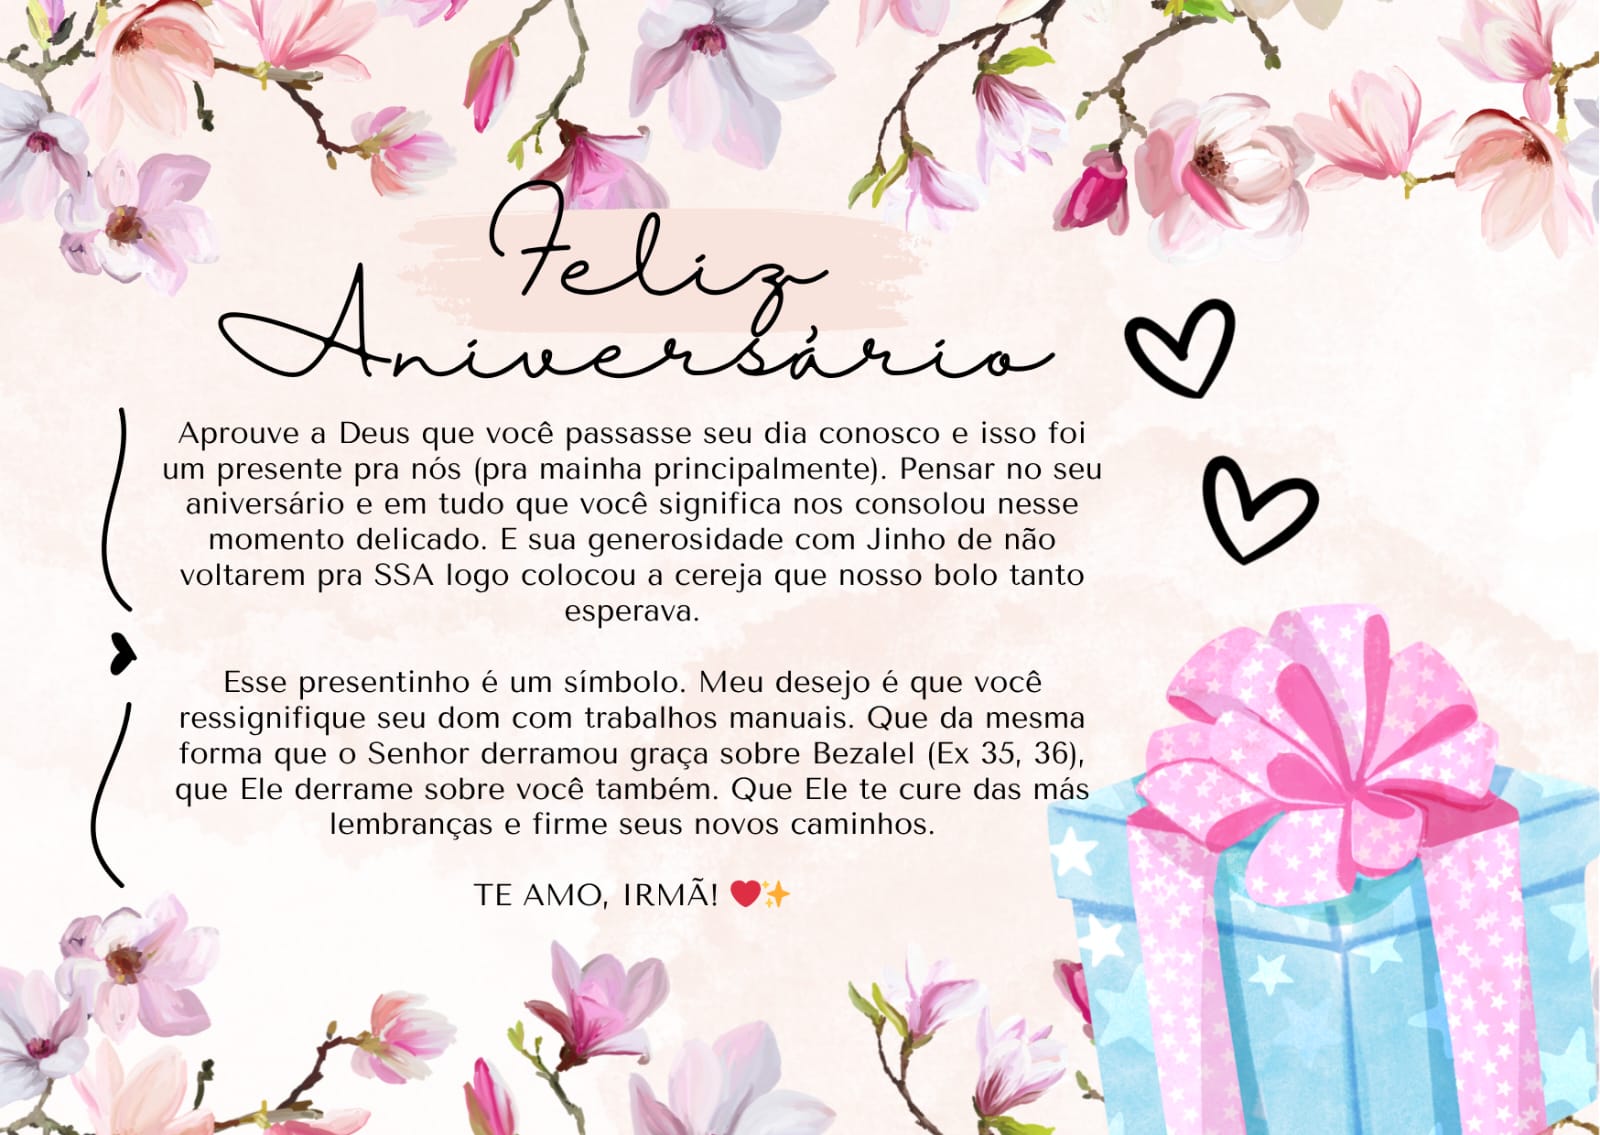 Feliz
Aniversário
Aprouve a Deus que você passasse seu dia conosco e isso foi
um presente pra nós (pra mainha principalmente). Pensar no seu
aniversário e em tudo que você significa nos consolou nesse
momento delicado. E sua generosidade com Jinho de não
voltarem pra SSA logo colocou a cereja que nosso bolo tanto
esperava.
Esse presentinho é um símbolo. Meu desejo é que você
ressignifique seu dom com trabalhos manuais. Que da mesma
forma que o Senhor derramou graça sobre Bezalel (Ex 35, 36),
que Ele derrame sobre você também. Que Ele te cure das más
lembranças e firme seus novos caminhos.
TE AMO, IRMÃ! ❤️✨